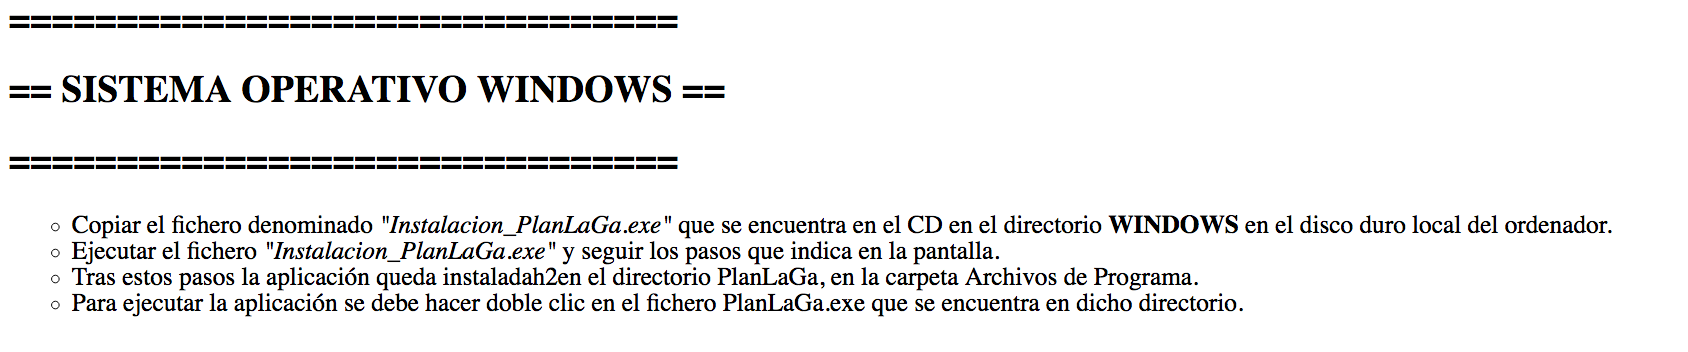 ===============================
== SISTEMA OPERATIVO WINDOWS ==
===============================
◦ Copiar el fichero denominado "Instalacion_PlanLaGa.exe" que se encuentra en el CD en el directorio WINDOWS en el disco duro local del ordenador.
◦ Ejecutar el fichero "Instalacion_PlanLaGa.exe" y seguir los pasos que indica en la pantalla.
◦ Tras estos pasos la aplicación queda instaladah2en el directorio PlanLaGa, en la carpeta Archivos de Programa.
◦ Para ejecutar la aplicación se debe hacer doble clic en el fichero PlanLaGa.exe que se encuentra en dicho directorio.